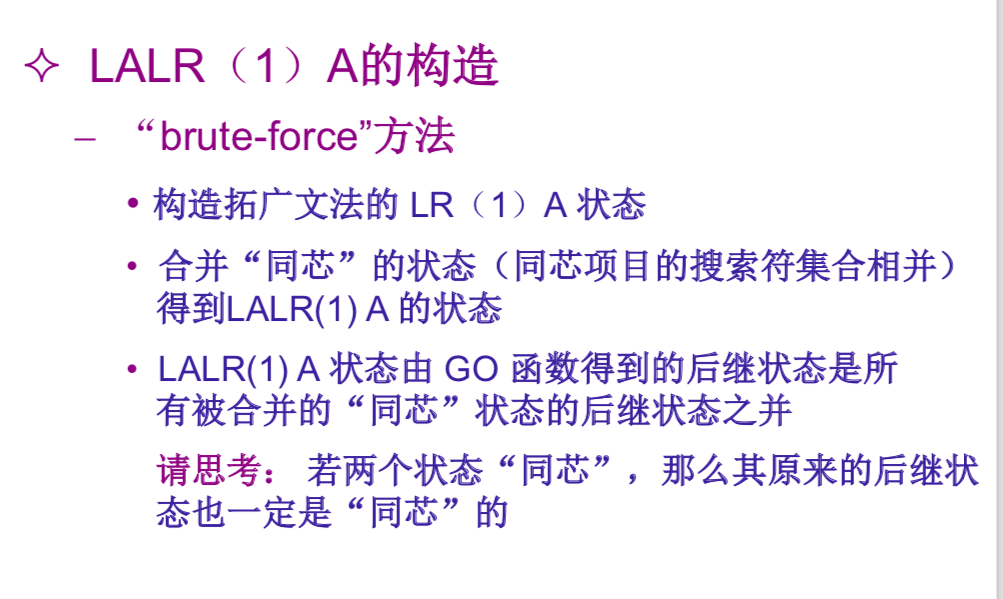 ✧ LALR（1）A的构造
– “brute-force”方法
• 构造拓广文法的 LR（1）A 状态
• 合并“同芯”的状态（同芯项目的搜索符集合相并）
得到LALR(1) A 的状态
• LALR(1) A 状态由 GO 函数得到的后继状态是所
有被合并的“同芯”状态的后继状态之并
请思考： 若两个状态“同芯”，那么其原来的后继状
态也一定是“同芯”的